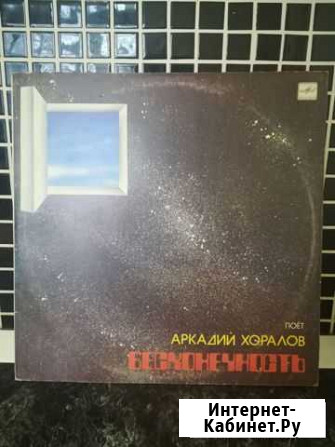 ПОЁТ
АРКАДИЙ ХОРАЛОВ
БЕСКОНЕЧНОСТЬ
Интернет-
Кабинет.Ру